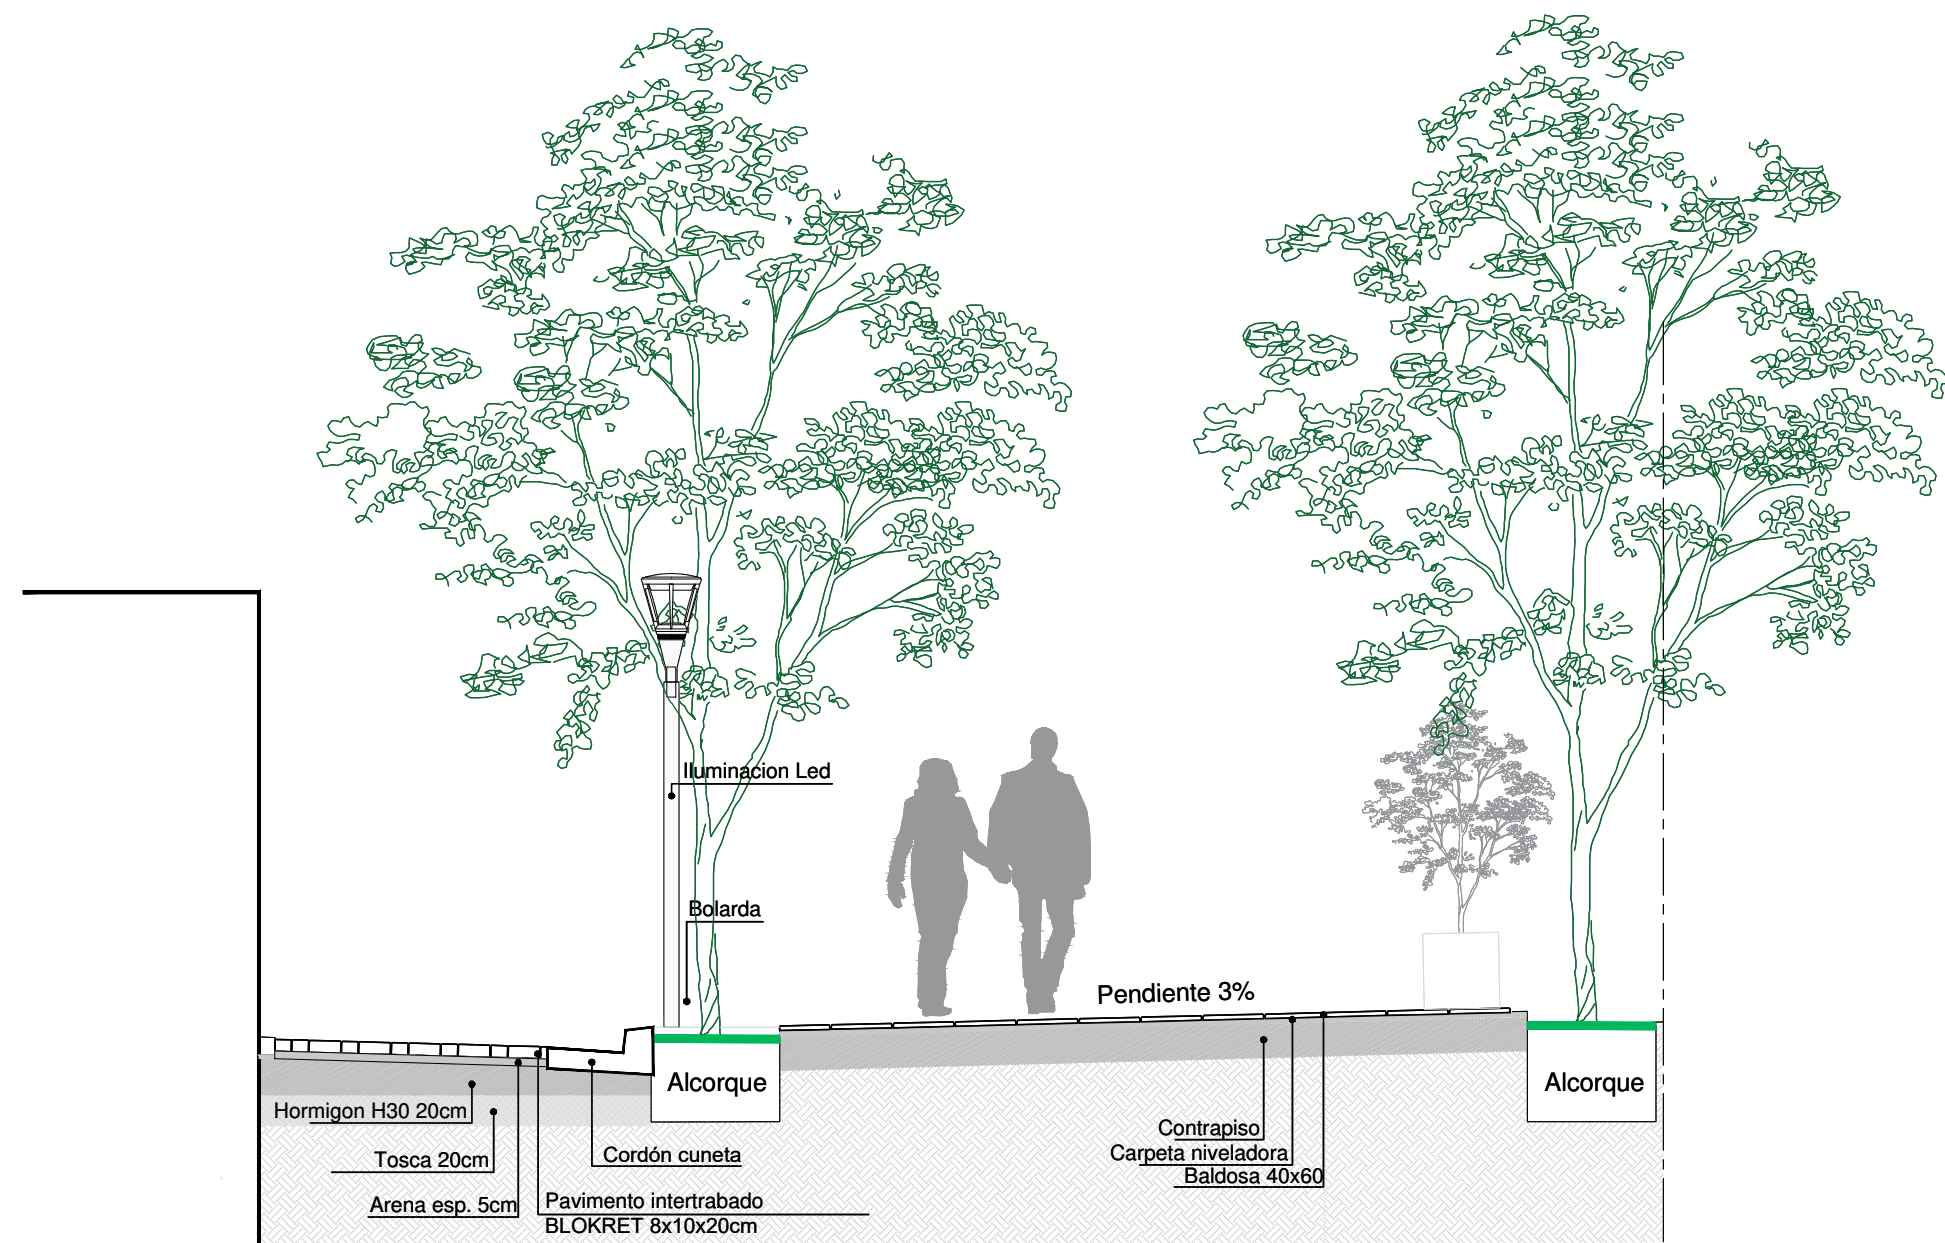 Iluminacion Led
Bolarda
Pendiente 3%
Alcorque
Alcorque
Hormigon H30 20cm
Contrapiso
Cordón cuneta
Carpeta niveladora
Tosca 20cm
Baldosa 40x60
Arena esp. 5cm
Pavimento intertrabado
BLOKRET 8x10x20cm